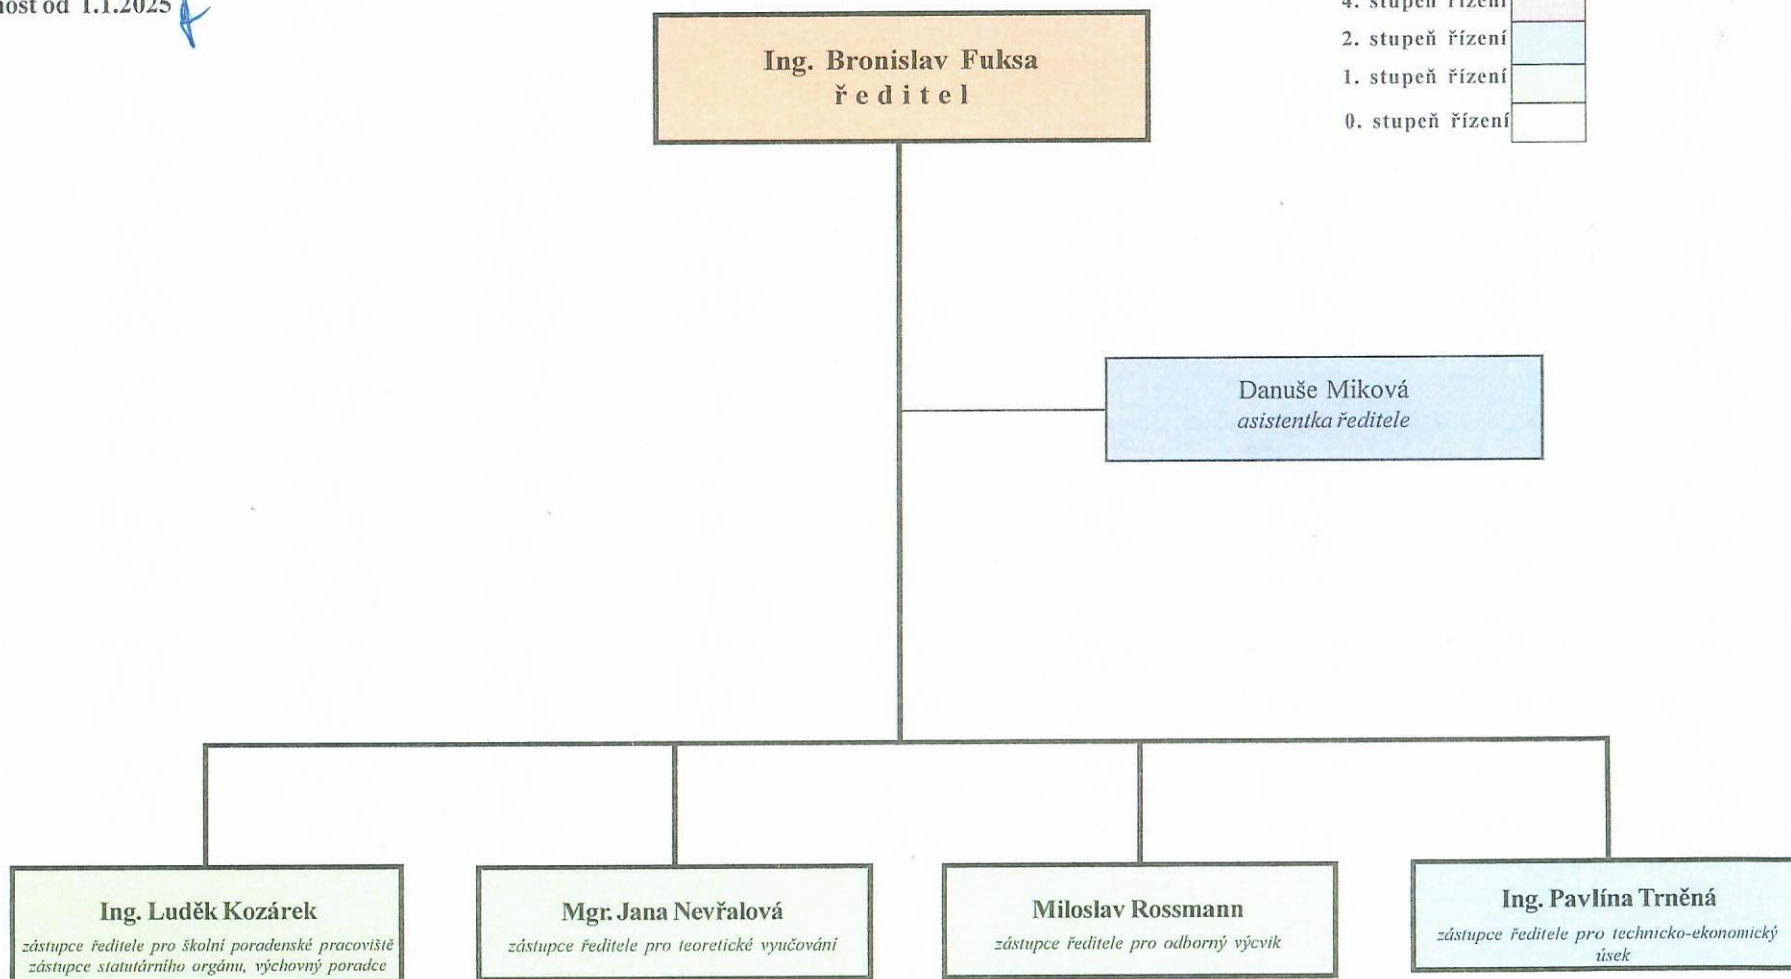 od 1.1.2025
4. stupeň řízení
2. stupeň řízení
1. stupeň řízení
0. stupeň řízení
Ing. Bronislav Fuksa
ředitel
Danuše Miková
asistentka ředitele
Ing. Luděk Kozárek
zástupce ředitele pro školní poradenské pracoviště
zástupce statutárního orgánu, výchovný poradce
Mgr. Jana Nevřalová
zástupce ředitele pro teoretické vyučování
Miloslav Rossmann
zástupce ředitele pro odborný výcvik
Ing. Pavlína Trněná
zástupce ředitele pro technicko-ekonomický
úsek